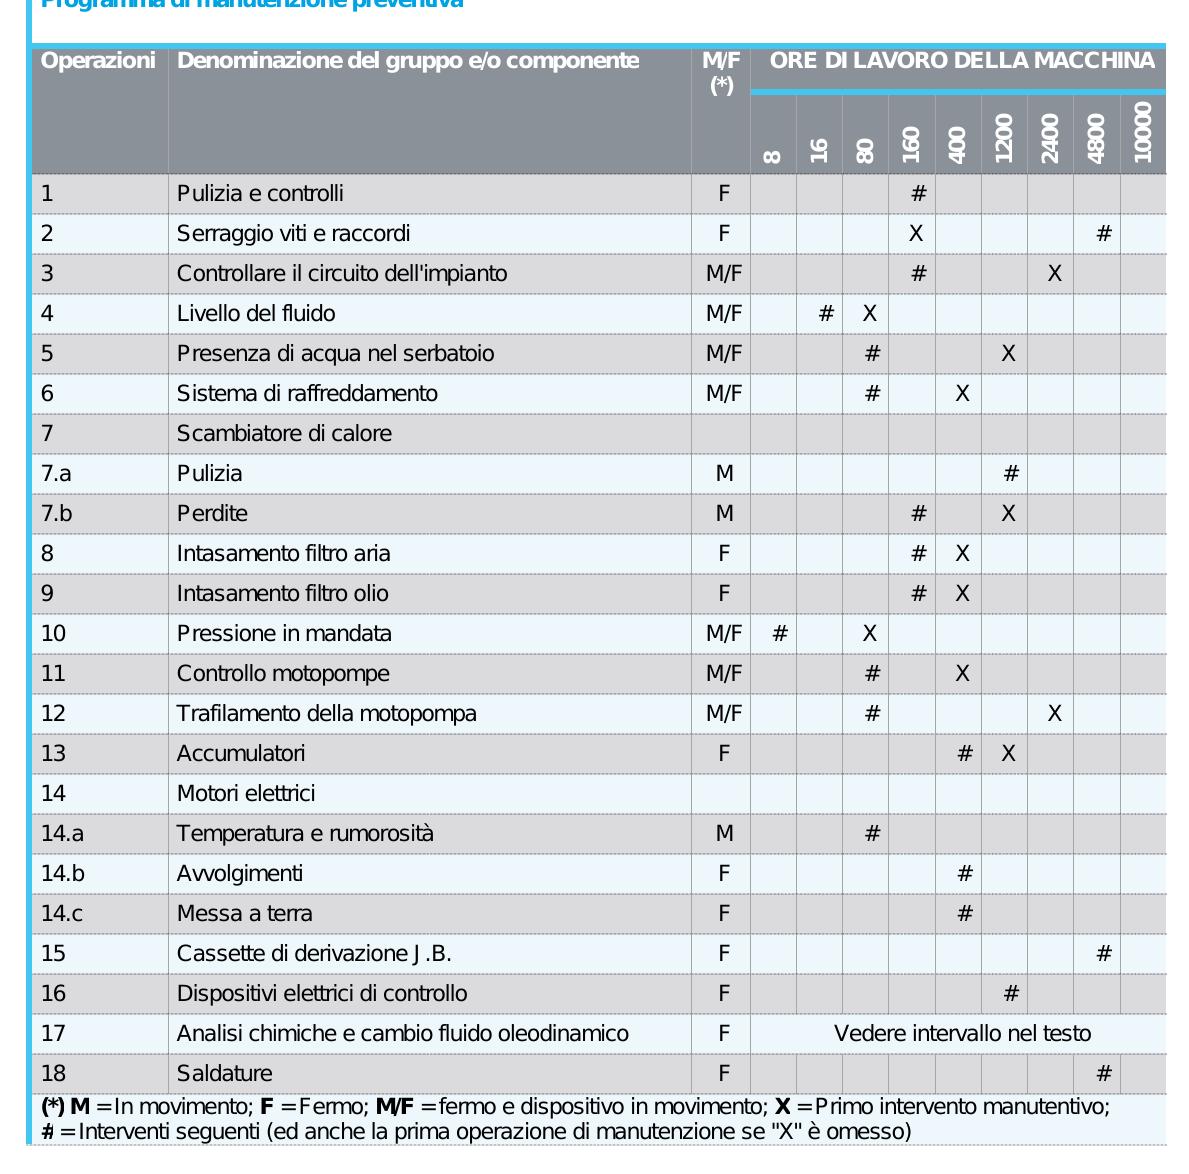 Programma di manutenzione preventiva
Operazioni Denominazione del gruppo e/o componente M/F (*) ORE DI LAVORO DELLA MACCHINA
8 16 80 160 400 1200 2400 4800 10000
1 Pulizia e controlli F #
2 Serraggio viti e raccordi F X #
3 Controllare il circuito dell'impianto M/F # X
4 Livello del fluido M/F # X
5 Presenza di acqua nel serbatoio M/F # X
6 Sistema di raffreddamento M/F # X
7 Scambiatore di calore
7.a Pulizia M #
7.b Perdite M # X
8 Intasamento filtro aria F # X
9 Intasamento filtro olio F # X
10 Pressione in mandata M/F # X
11 Controllo motopompe M/F # X
12 Trafilamento della motopompa M/F # X
13 Accumulatori F # X
14 Motori elettrici
14.a Temperatura e rumorosità M #
14.b Avvolgimenti F #
14.c Messa a terra F #
15 Cassette di derivazione J.B. F #
16 Dispositivi elettrici di controllo F #
17 Analisi chimiche e cambio fluido oleodinamico F Vedere intervallo nel testo
18 Saldature F #
(*) M = In movimento; F = Fermo; M/F = fermo e dispositivo in movimento; X = Primo intervento manutentivo;
# = Interventi seguenti (ed anche la prima operazione di manutenzione se "X" è omesso)